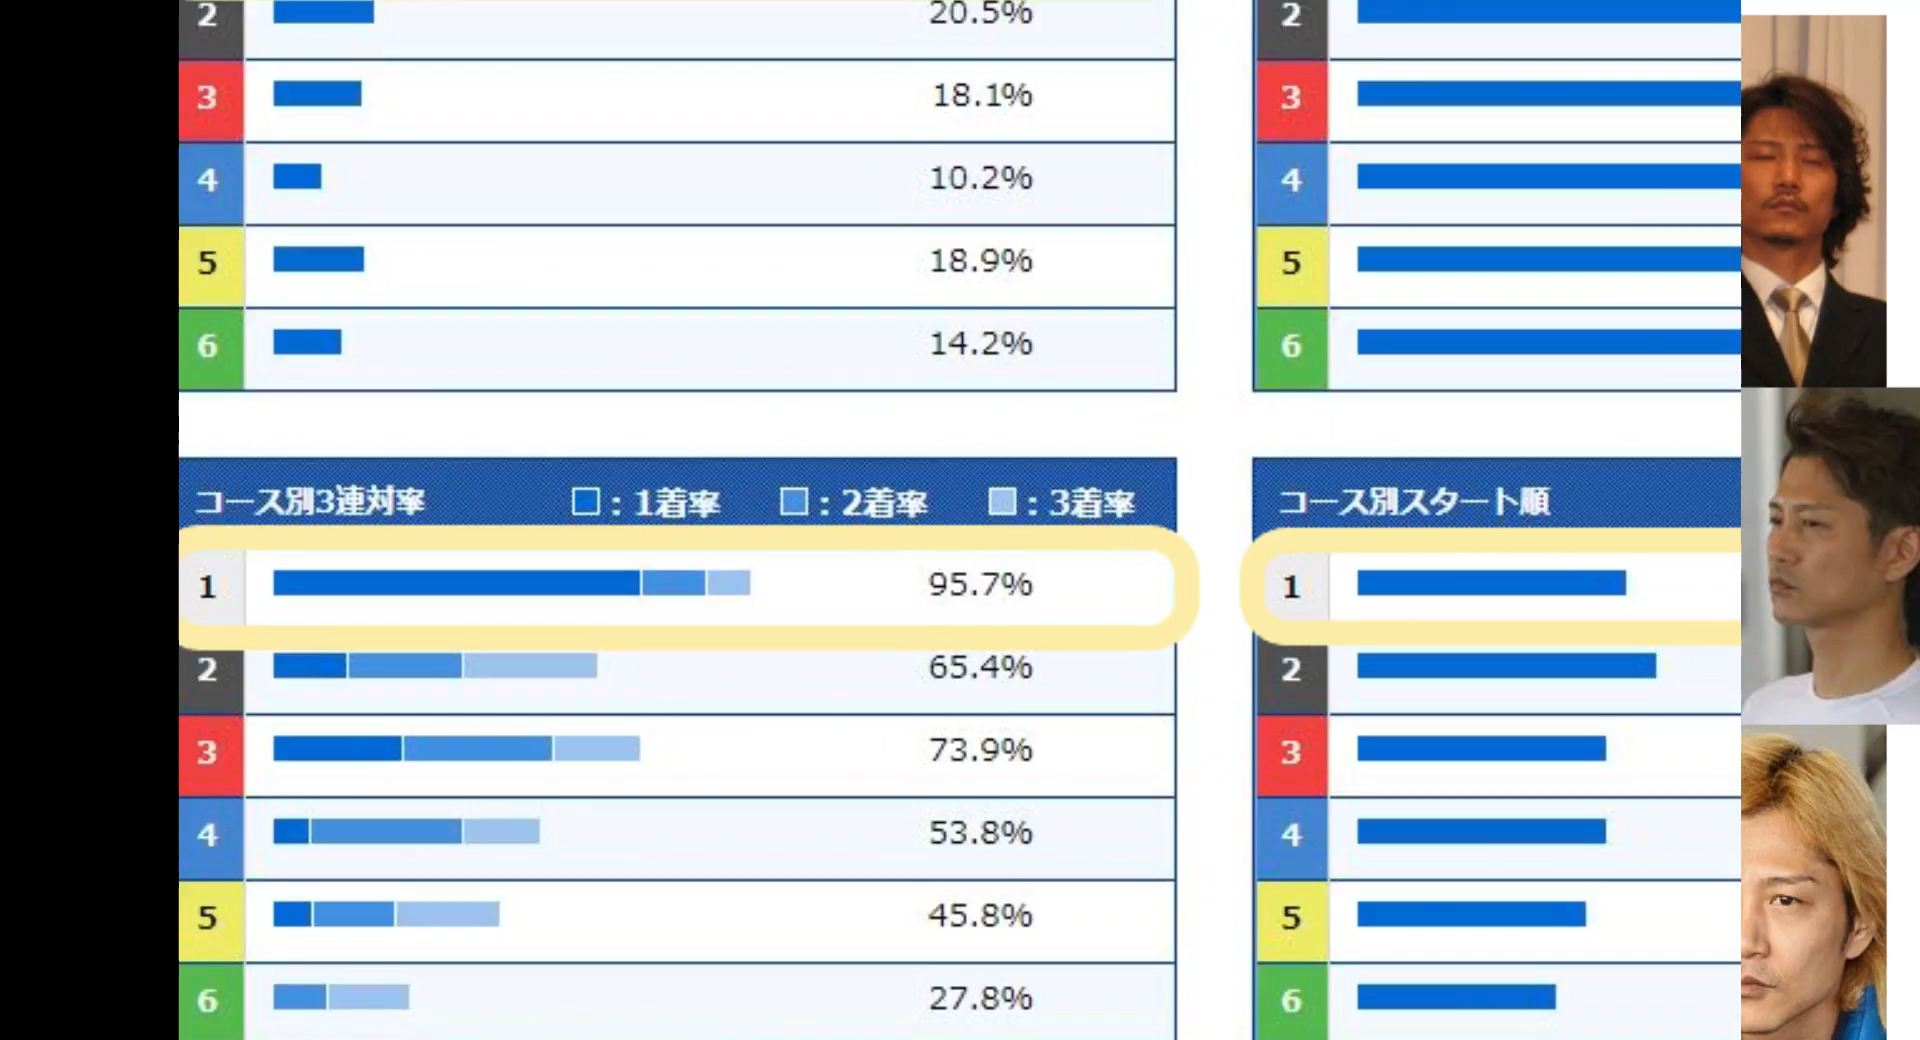 2 20.5% 2
3 18.1% 3
4 10.2% 4
5 18.9% 5
6 14.2% 6
コース別3連対率 :1着率 :2着率 :3着率 コース別スタート順
1 95.7% 1
2 65.4% 2
3 73.9% 3
4 53.8% 4
5 45.8% 5
6 27.8% 6